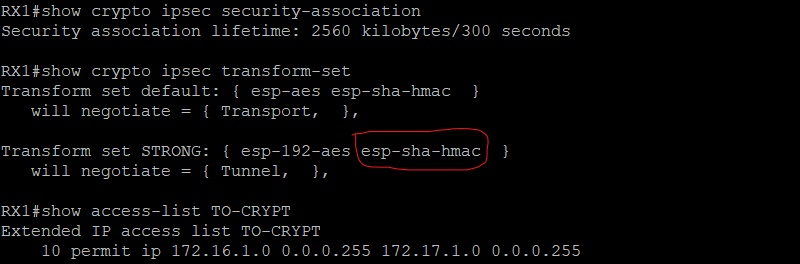 RX1#show crypto ipsec security-association
Security association lifetime: 2560 kilobytes/300 seconds
RX1#show crypto ipsec transform-set
Transform set default: { esp-aes esp-sha-hmac  }
   will negotiate = { Transport,  },
Transform set STRONG: { esp-192-aes esp-sha-hmac  }
   will negotiate = { Tunnel,  },
RX1#show access-list TO-CRYPT
Extended IP access list TO-CRYPT
    10 permit ip 172.16.1.0 0.0.0.255 172.17.1.0 0.0.0.255